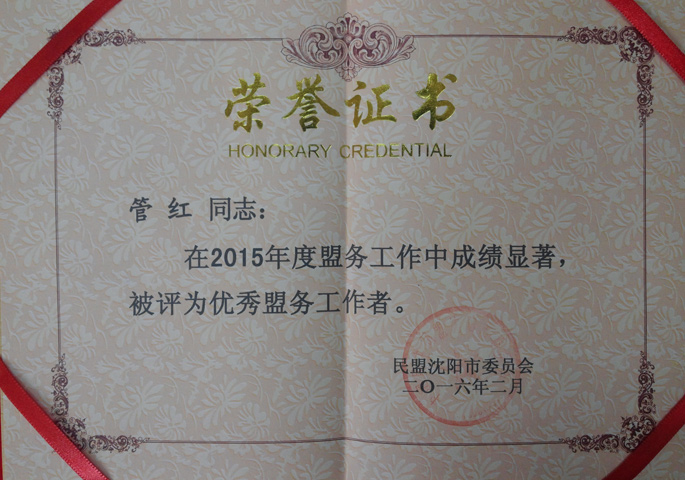 荣誉证书
HONORARY CREDENTIAL
管 红 同志：
在2015年度盟务工作中成绩显著，
被评为优秀盟务工作者。
民盟沈阳市委员会
二〇一六年二月